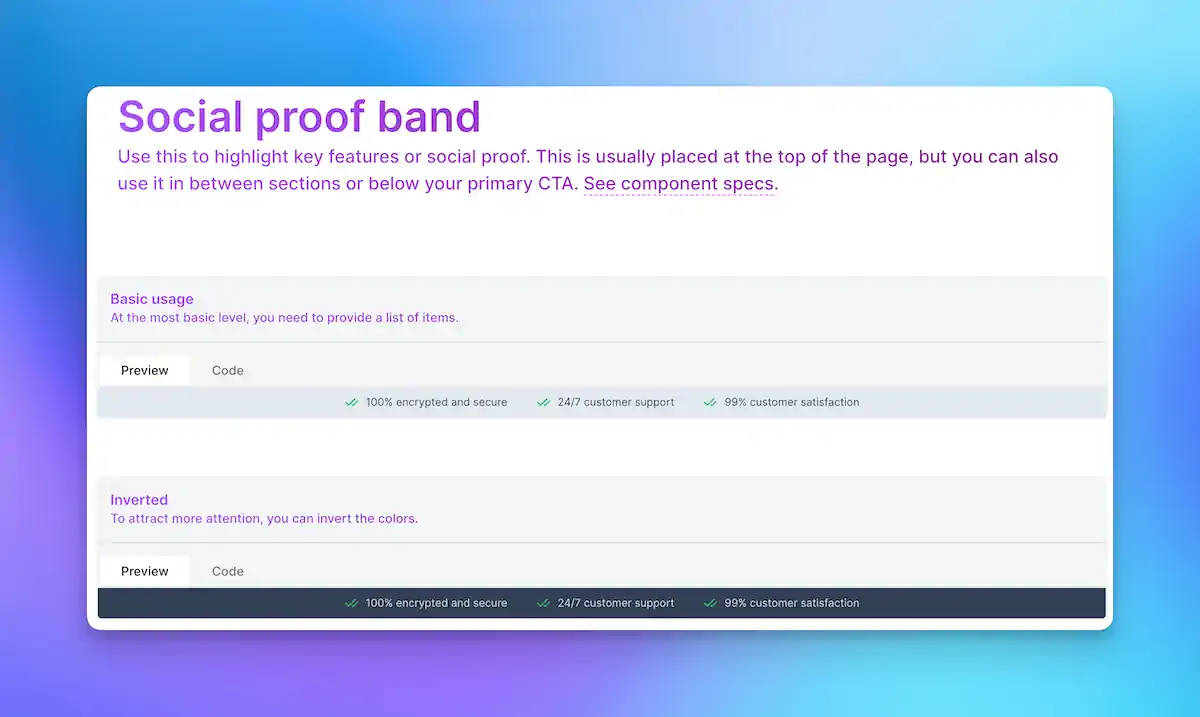 Social proof band
Use this to highlight key features or social proof. This is usually placed at the top of the page, but you can also
use it in between sections or below your primary CTA. See component specs.
Basic usage
At the most basic level, you need to provide a list of items.
Preview Code
100% encrypted and secure 24/7 customer support 99% customer satisfaction
Inverted
To attract more attention, you can invert the colors.
Preview Code
100% encrypted and secure 24/7 customer support 99% customer satisfaction